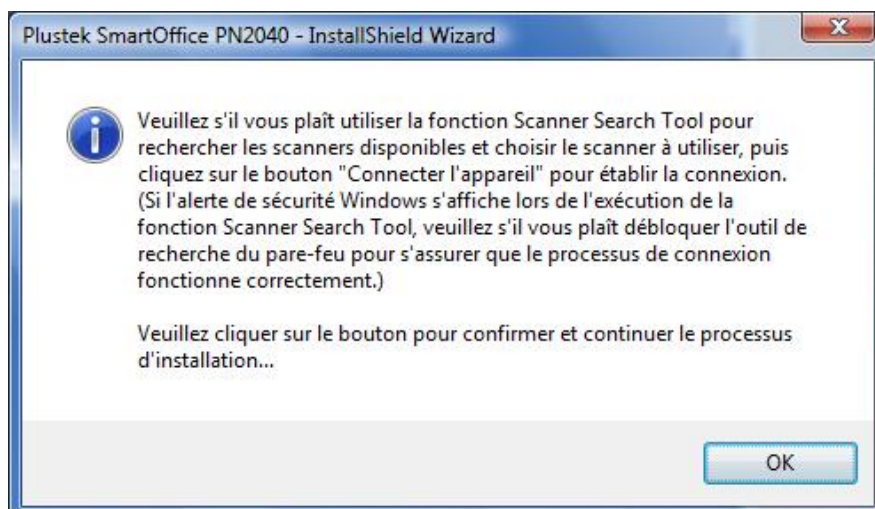 Plustek SmartOffice PN2040 - InstallShield Wizard
Veuillez s'il vous plaît utiliser la fonction Scanner Search Tool pour
rechercher les scanners disponibles et choisir le scanner à utiliser, puis
cliquez sur le bouton "Connecter l'appareil" pour établir la connexion.
(Si l'alerte de sécurité Windows s'affiche lors de l'exécution de la
fonction Scanner Search Tool, veuillez s'il vous plaît débloquer l'outil de
recherche du pare-feu pour s'assurer que le processus de connexion
fonctionne correctement.)
Veuillez cliquer sur le bouton pour confirmer et continuer le processus
d'installation...
OK